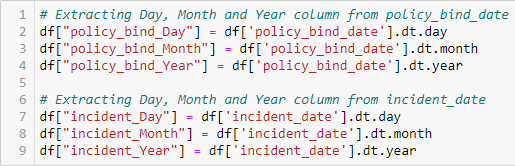 1 # Extracting Day, Month and Year column from policy_bind_date
2 df["policy_bind_Day"] = df['policy_bind_date'].dt.day
3 df["policy_bind_Month"] = df['policy_bind_date'].dt.month
4 df["policy_bind_Year"] = df['policy_bind_date'].dt.year
5
6 # Extracting Day, Month and Year column from incident_date
7 df["incident_Day"] = df['incident_date'].dt.day
8 df["incident_Month"] = df['incident_date'].dt.month
9 df["incident_Year"] = df['incident_date'].dt.year